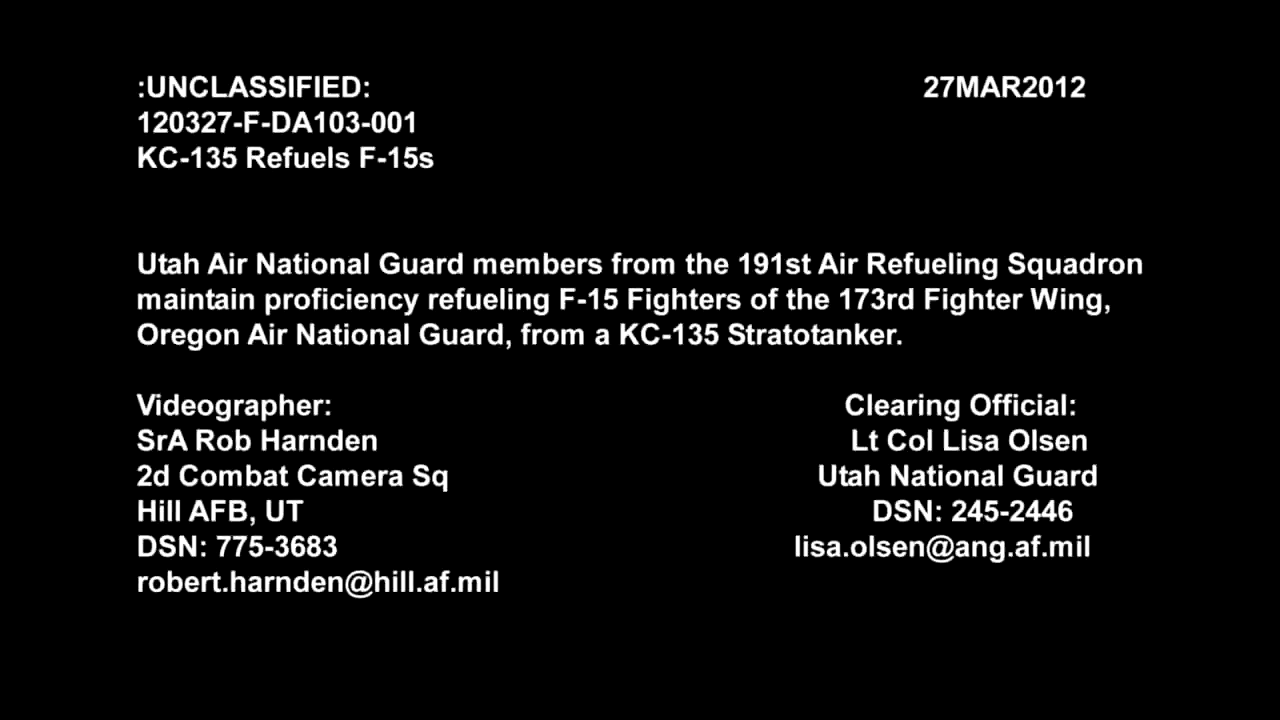 :UNCLASSIFIED: 27MAR2012
120327-F-DA103-001
KC-135 Refuels F-15s
Utah Air National Guard members from the 191st Air Refueling Squadron
maintain proficiency refueling F-15 Fighters of the 173rd Fighter Wing,
Oregon Air National Guard, from a KC-135 Stratotanker.
Videographer:
SrA Rob Harnden
2d Combat Camera Sq
Hill AFB, UT
DSN: 775-3683
robert.harnden@hill.af.mil
Clearing Official:
Lt Col Lisa Olsen
Utah National Guard
DSN: 245-2446
lisa.olsen@ang.af.mil